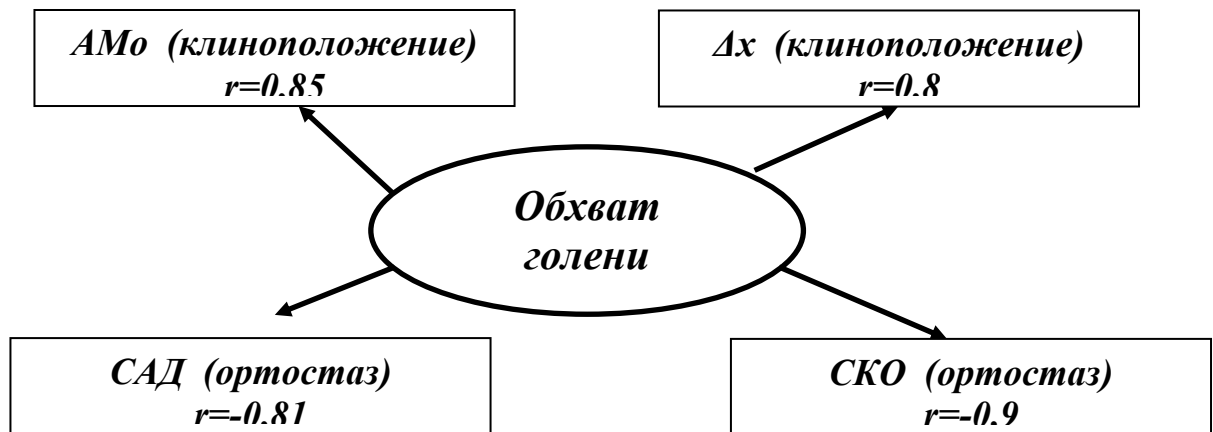 АМо (клиноположение)
r=0.85
Δх (клиноположение)
r=0.8
Обхват
голени
САД (ортостаз)
r=-0.81
СКО (ортостаз)
r=-0.9